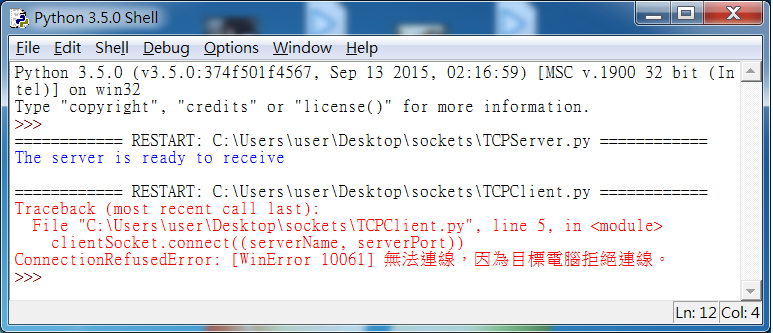 Python 3.5.0 Shell
File Edit Shell Debug Options Window Help
Python 3.5.0 (v3.5.0:374f501f4567, Sep 13 2015, 02:16:59) [MSC v.1900 32 bit (In
tel)] on win32
Type "copyright", "credits" or "license()" for more information.
>>>
============ RESTART: C:\Users\user\Desktop\sockets\TCPServer.py ============
The server is ready to receive
============ RESTART: C:\Users\user\Desktop\sockets\TCPClient.py ============
Traceback (most recent call last):
  File "C:\Users\user\Desktop\sockets\TCPClient.py", line 5, in <module>
    clientSocket.connect((serverName, serverPort))
ConnectionRefusedError: [WinError 10061] 無法連線，因為目標電腦拒絕連線。
>>>
Ln: 12 Col: 4